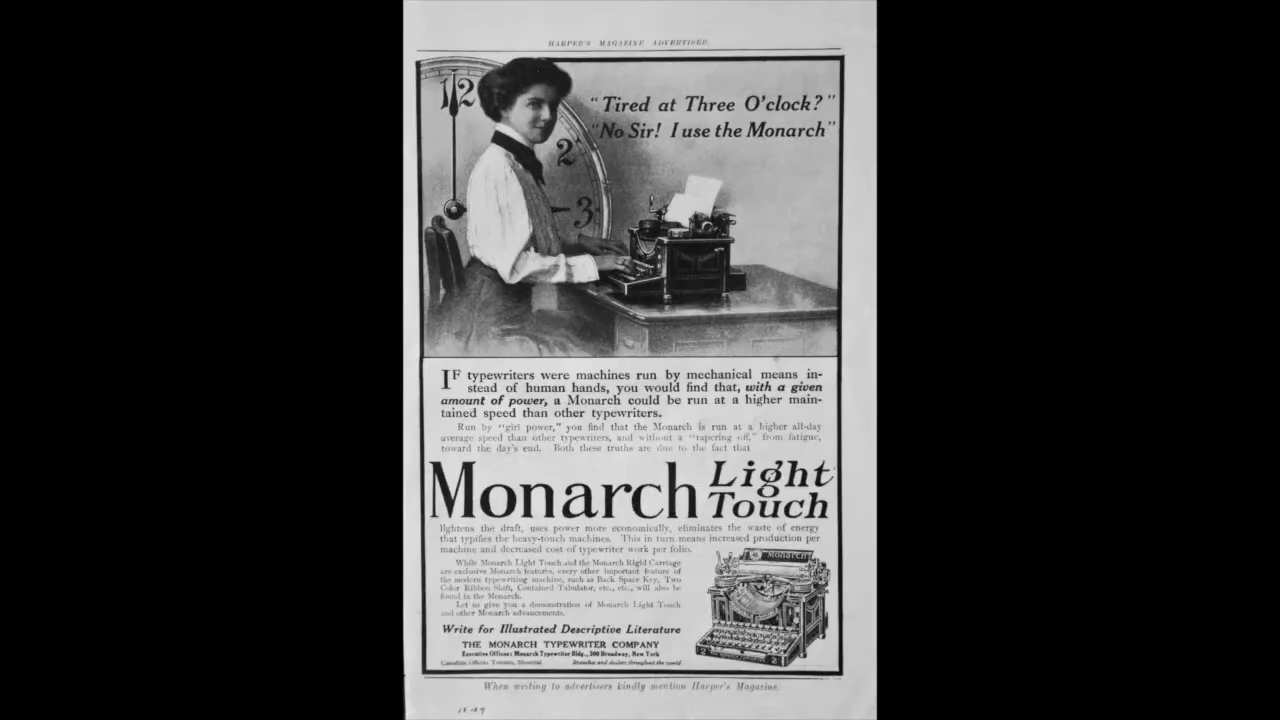 HARPER'S MAGAZINE ADVERTISER.
12
2
3
"Tired at Three O'clock?"
"No Sir! I use the Monarch"
IF typewriters were machines run by mechanical means in-
stead of human hands, you would find that, with a given
amount of power, a Monarch could be run at a higher main-
tained speed than other typewriters.
Run by "girl power," you find that the Monarch is run at a higher all-day
average speed than other typewriters, and without a "tapering off," from fatigue,
toward the day's end. Both these truths are due to the fact that
Monarch Light Touch
lightens the draft, uses power more economically, eliminates the waste of energy
that typifies the heavy-touch machines. This in turn means increased production per
machine and decreased cost of typewriter work per folio.
While Monarch Light Touch and the Monarch Rigid Carriage
are exclusive Monarch features, every other important feature of
the modern typewriting machine, such as Back Space Key, Two
Color Ribbon Shift, Contained Tabulator, etc., etc., will also be
found in the Monarch.
Let us give you a demonstration of Monarch Light Touch
and other Monarch advancements.
Monarch
Write for Illustrated Descriptive Literature
THE MONARCH TYPEWRITER COMPANY
Executive Offices: Monarch Typewriter Bldg., 300 Broadway, New York
Canadian Offices: Toronto, Montreal Branches and dealers throughout the world
2 2
When writing to advertisers kindly mention Harper's Magazine.